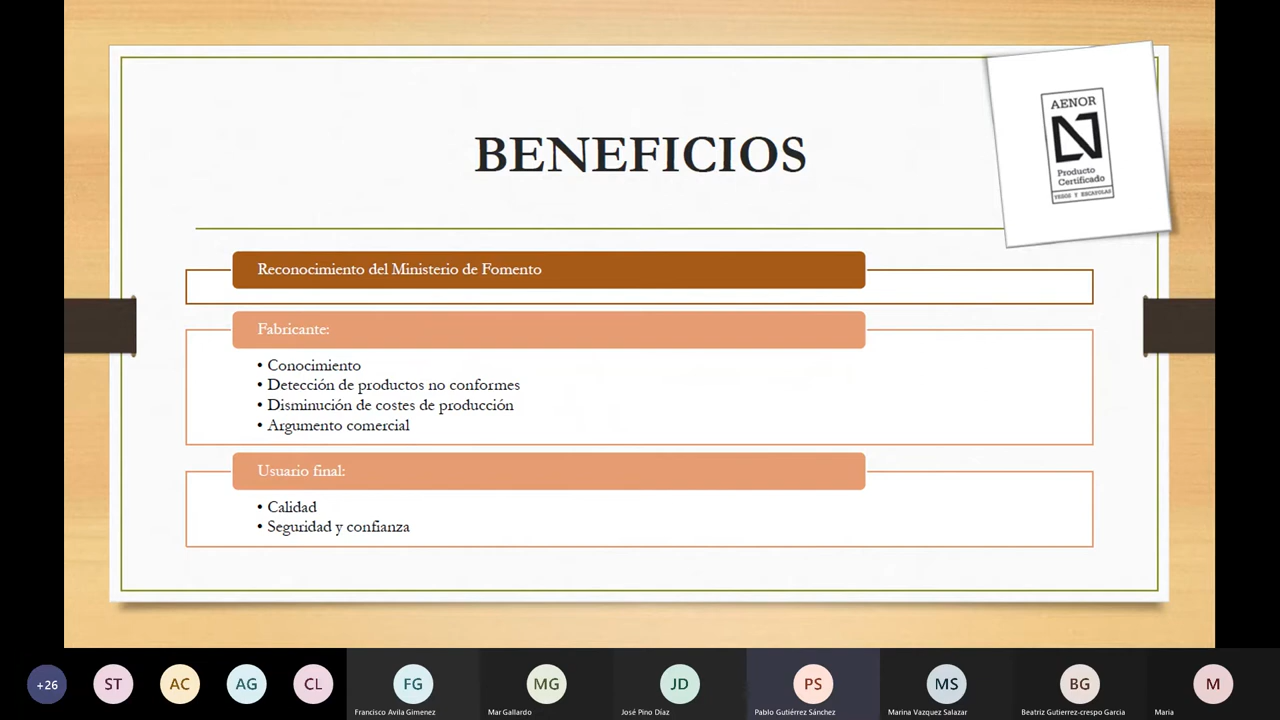 AENOR
Producto
Certificado
YESOS Y ESCAYOLAS
BENEFICIOS
Reconocimiento del Ministerio de Fomento
Fabricante:
• Conocimiento
• Detección de productos no conformes
• Disminución de costes de producción
• Argumento comercial
Usuario final:
• Calidad
• Seguridad y confianza
+26
ST
AC
AG
CL
FG
MG
JD
PS
MS
BG
M
Francisco Avila Gimenez
Mar Gallardo
José Pino Díaz
Pablo Gutiérrez Sánchez
Marina Vazquez Salazar
Beatriz Gutierrez-crespo Garcia
Maria